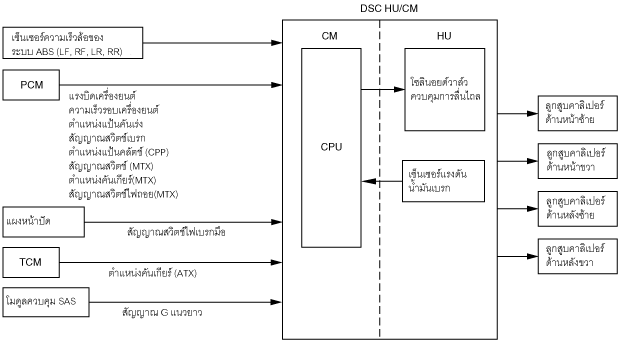 DSC HU/CM
เซ็นเซอร์ความเร็วล้อของ
ระบบ ABS (LF, RF, LR, RR)
CM
HU
PCM
แรงบิดเครื่องยนต์
ความเร็วรอบเครื่องยนต์
ตำแหน่งแป้นคันเร่ง
สัญญาณสวิตช์เบรก
ตำแหน่งแป้นคลัตช์ (CPP)
สัญญาณสวิตช์ (MTX)
ตำแหน่งคันเกียร์(MTX)
สัญญาณสวิตช์ไฟถอย(MTX)
CPU
โซลินอยด์วาล์ว
ควบคุมการลื่นไถล
เซ็นเซอร์แรงดัน
น้ำมันเบรก
ลูกสูบคาลิเปอร์
ด้านหน้าซ้าย
ลูกสูบคาลิเปอร์
ด้านหน้าขวา
ลูกสูบคาลิเปอร์
ด้านหลังซ้าย
ลูกสูบคาลิเปอร์
ด้านหลังขวา
แผงหน้าปัด
สัญญาณสวิตช์ไฟเบรกมือ
TCM
ตำแหน่งคันเกียร์ (ATX)
โมดูลควบคุม SAS
สัญญาณ G แนวยาว